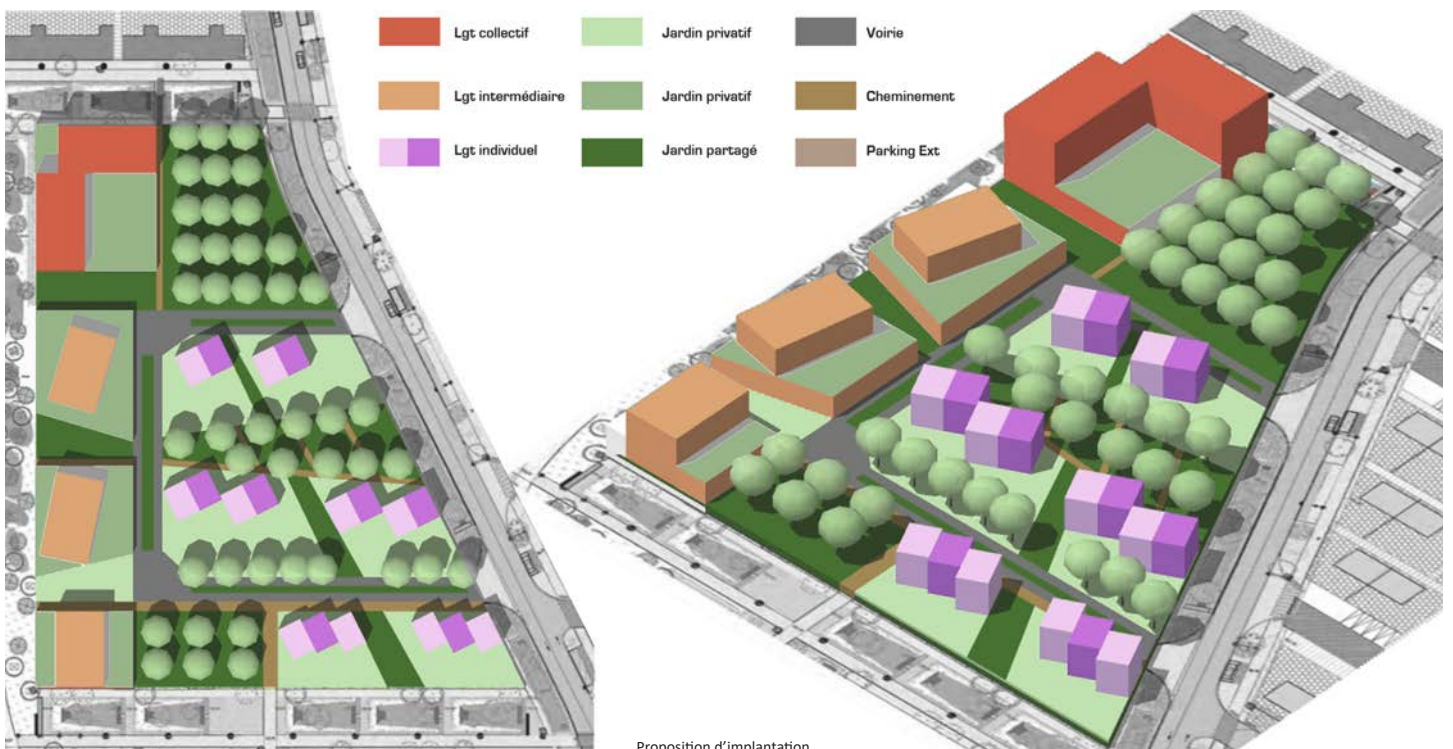 Lgt collectif
Jardin privatif
Voirie
Lgt intermédiaire
Jardin privatif
Cheminement
Lgt individuel
Jardin partagé
Parking Ext
Proposition d'implantation